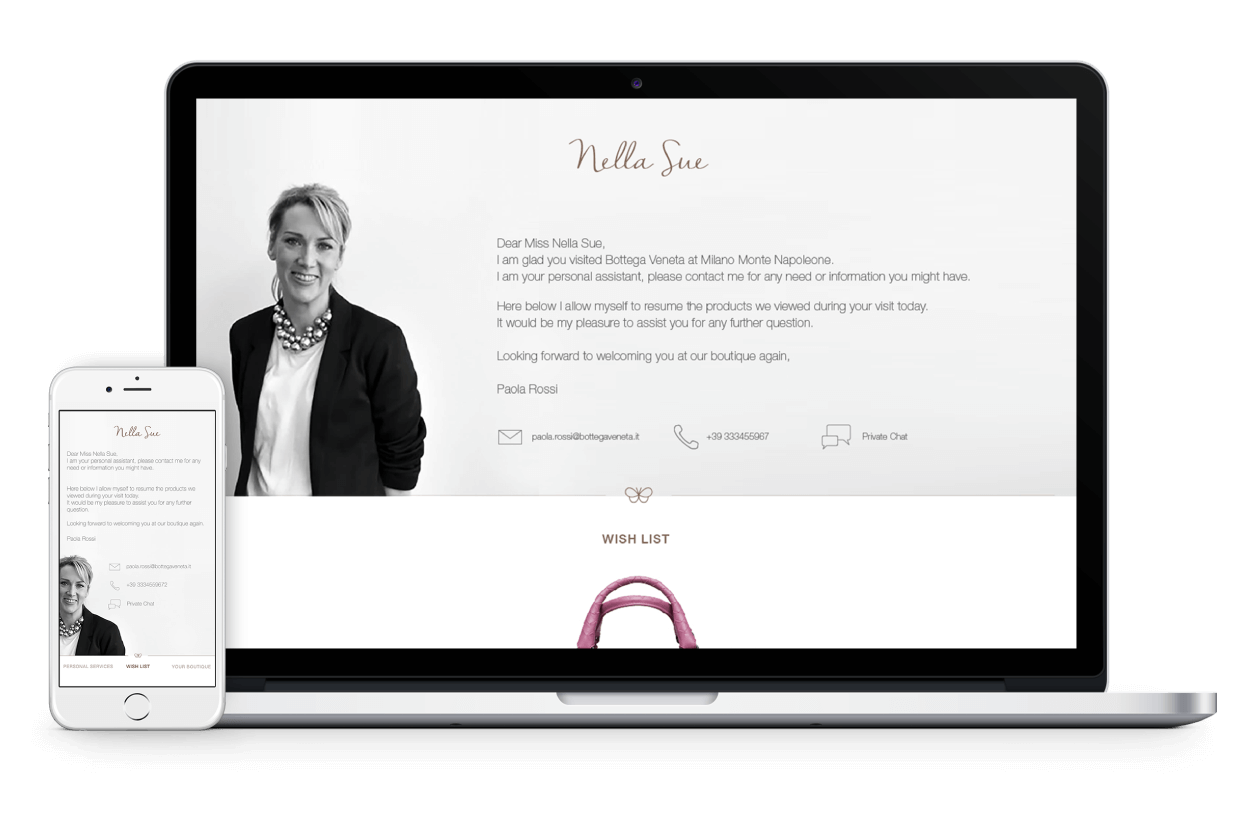 Nella Sue
Dear Miss Nella Sue,
I am glad you visited Bottega Veneta at Milano Monte Napoleone.
I am your personal assistant, please contact me for any need or information you might have.
Here below I allow myself to resume the products we viewed during your visit today.
It would be my pleasure to assist you for any further question.
Looking forward to welcoming you at our boutique again,
Paola Rossi
paola.rossi@bottegaveneta.it
+39 333455967
Private Chat
WISH LIST
Nella Sue
Dear Miss Nella Sue,
I am your personal assistant, please contact me for any
need or information you might have.
Here below I allow myself to resume the products we
viewed during your visit today.
It would be my pleasure to assist you for any further
question.
Looking forward to welcoming you at our boutique again,
Paola Rossi
paola.rossi@bottegaveneta.it
+39 3334559672
Private Chat
PERSONAL SERVICES
WISH LIST
YOUR BOUTIQUE